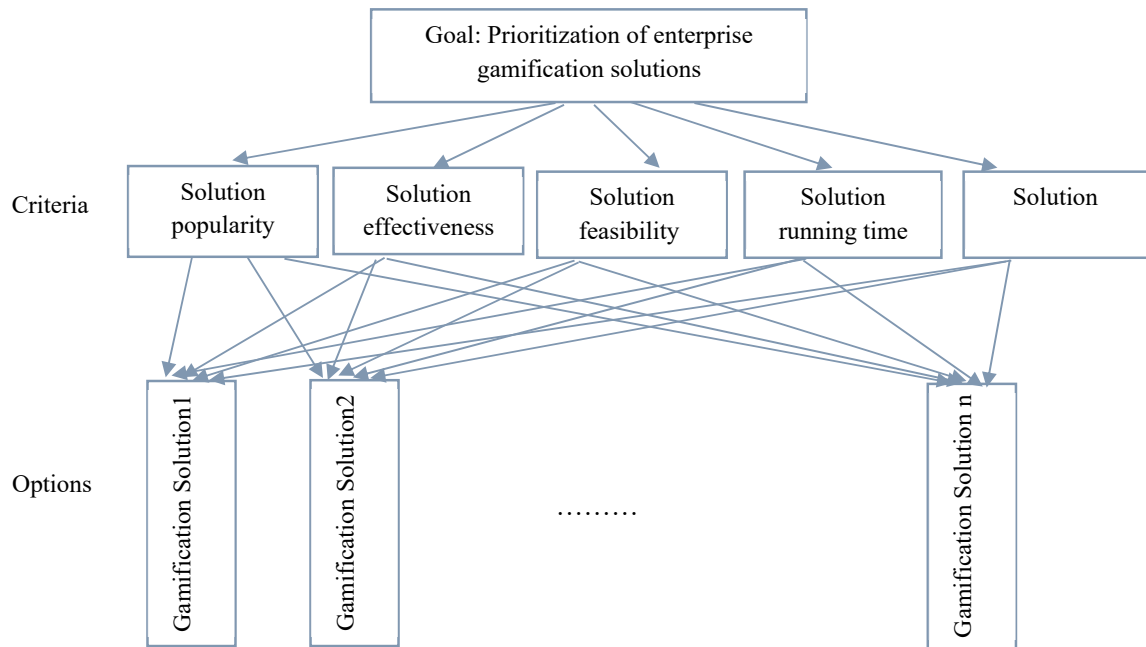 Goal: Prioritization of enterprise
gamification solutions
Criteria
Solution
popularity
Solution
effectiveness
Solution
feasibility
Solution
running time
Solution
Options
Gamification Solution1
Gamification Solution2
.........
Gamification Solution n